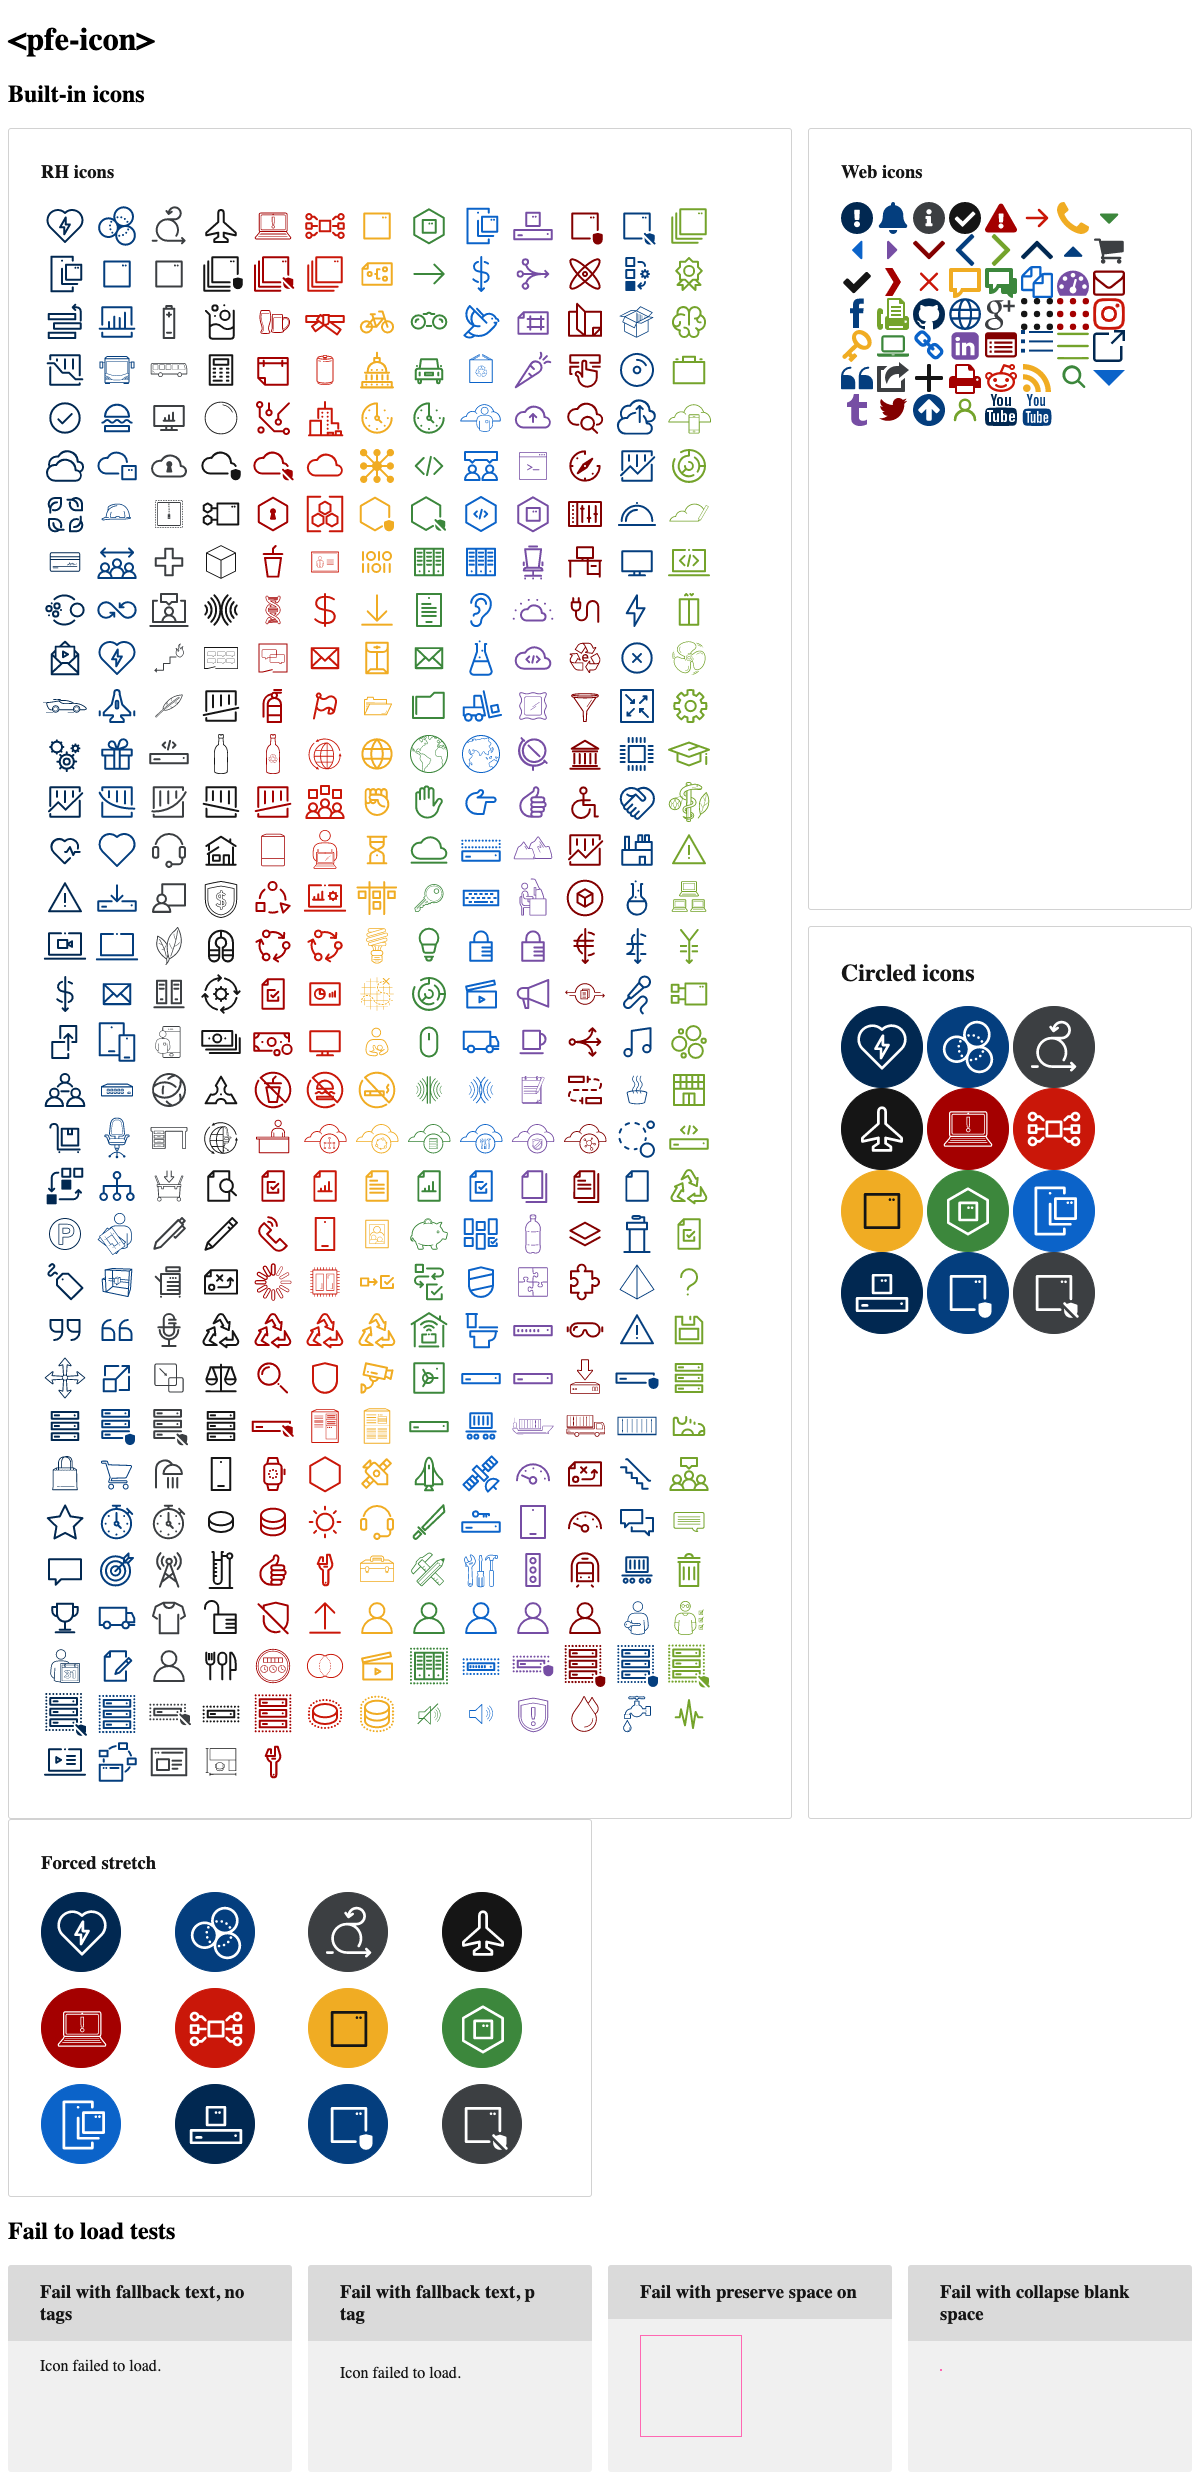 <pfe-icon>
Built-in icons
RH icons
Web icons
You
Tube
You
Tube
Circled icons
Forced stretch
Fail to load tests
Fail with fallback text, no
tags
Icon failed to load.
Fail with fallback text, p
tag
Icon failed to load.
Fail with preserve space on
Fail with collapse blank
space